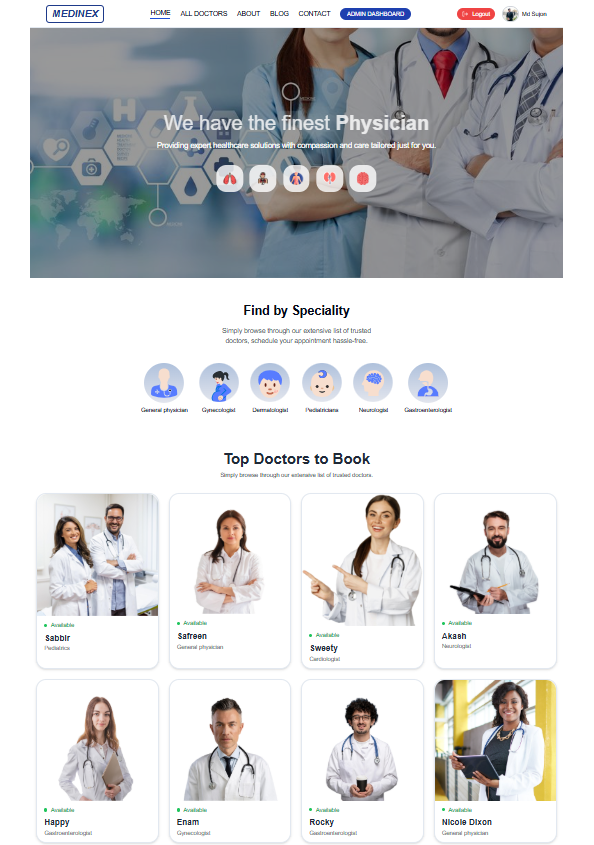 MEDINEX
HOME ALL DOCTORS ABOUT BLOG CONTACT ADMIN DASHBOARD Logout Md Sujon
We have the finest Physician
Providing expert healthcare solutions with compassion and care tailored just for you.
Find by Speciality
Simply browse through our extensive list of trusted
doctors, schedule your appointment hassle-free.
General physician Gynecologist Dermatologist Pediatricians Neurologist Gastroenterologist
Top Doctors to Book
Simply browse through our extensive list of trusted doctors.
Available
Sabbir
Pediatrics
Available
Safreen
General physician
Available
Sweety
Cardiologist
Available
Akash
Neurologist
Available
Happy
Gastroenterologist
Available
Enam
Gynecologist
Available
Rocky
Gastroenterologist
Available
Nicole Dixon
General physician